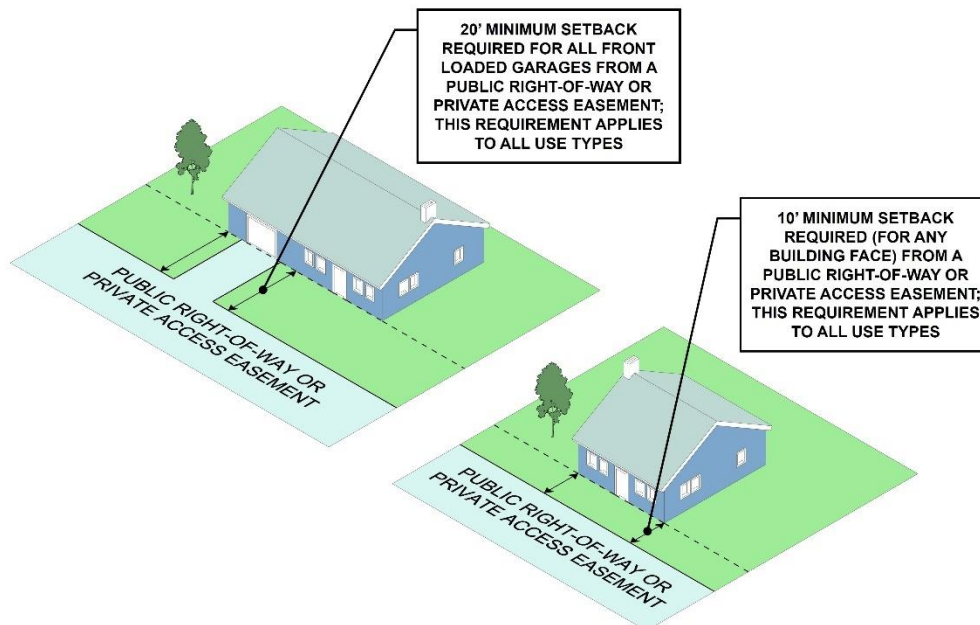 20' MINIMUM SETBACK
REQUIRED FOR ALL FRONT
LOADED GARAGES FROM A
PUBLIC RIGHT-OF-WAY OR
PRIVATE ACCESS EASEMENT;
THIS REQUIREMENT APPLIES
TO ALL USE TYPES
10' MINIMUM SETBACK
REQUIRED (FOR ANY
BUILDING FACE) FROM A
PUBLIC RIGHT-OF-WAY OR
PRIVATE ACCESS EASEMENT;
THIS REQUIREMENT APPLIES
TO ALL USE TYPES
PUBLIC RIGHT-OF-WAY OR
PRIVATE ACCESS EASEMENT
PUBLIC RIGHT-OF-WAY OR
PRIVATE ACCESS EASEMENT